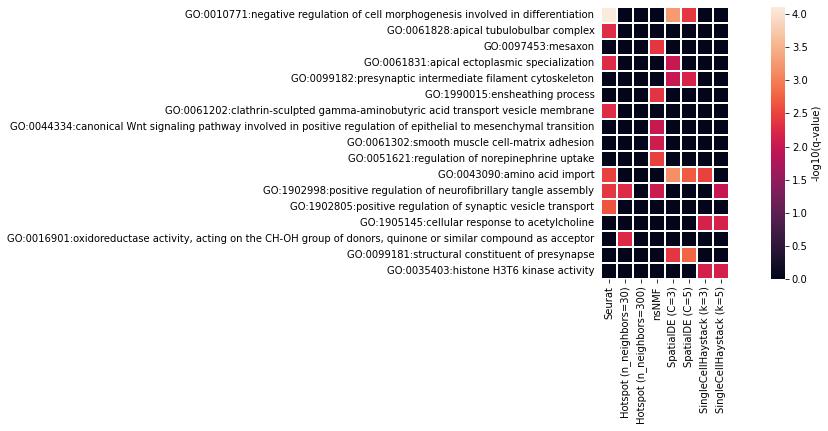 GO:0010771:negative regulation of cell morphogenesis involved in differentiation
GO:0061828:apical tubulobulbar complex
GO:0097453:mesaxon
GO:0061831:apical ectoplasmic specialization
GO:0099182:presynaptic intermediate filament cytoskeleton
GO:1990015:ensheathing process
GO:0061202:clathrin-sculpted gamma-aminobutyric acid transport vesicle membrane
GO:0044334:canonical Wnt signaling pathway involved in positive regulation of epithelial to mesenchymal transition
GO:0061302:smooth muscle cell-matrix adhesion
GO:0051621:regulation of norepinephrine uptake
GO:0043090:amino acid import
GO:1902998:positive regulation of neurofibrillary tangle assembly
GO:1902805:positive regulation of synaptic vesicle transport
GO:1905145:cellular response to acetylcholine
GO:0016901:oxidoreductase activity, acting on the CH-OH group of donors, quinone or similar compound as acceptor
GO:0099181:structural constituent of presynapse
GO:0035403:histone H3T6 kinase activity
Seurat
Hotspot (n_neighbors=30)
Hotspot (n_neighbors=300)
nsNMF
SpatialDE (C=3)
SpatialDE (C=5)
SingleCellHaystack (k=3)
SingleCellHaystack (k=5)
4.0
3.5
3.0
2.5
2.0
1.5
1.0
0.5
0.0
-log10(q-value)